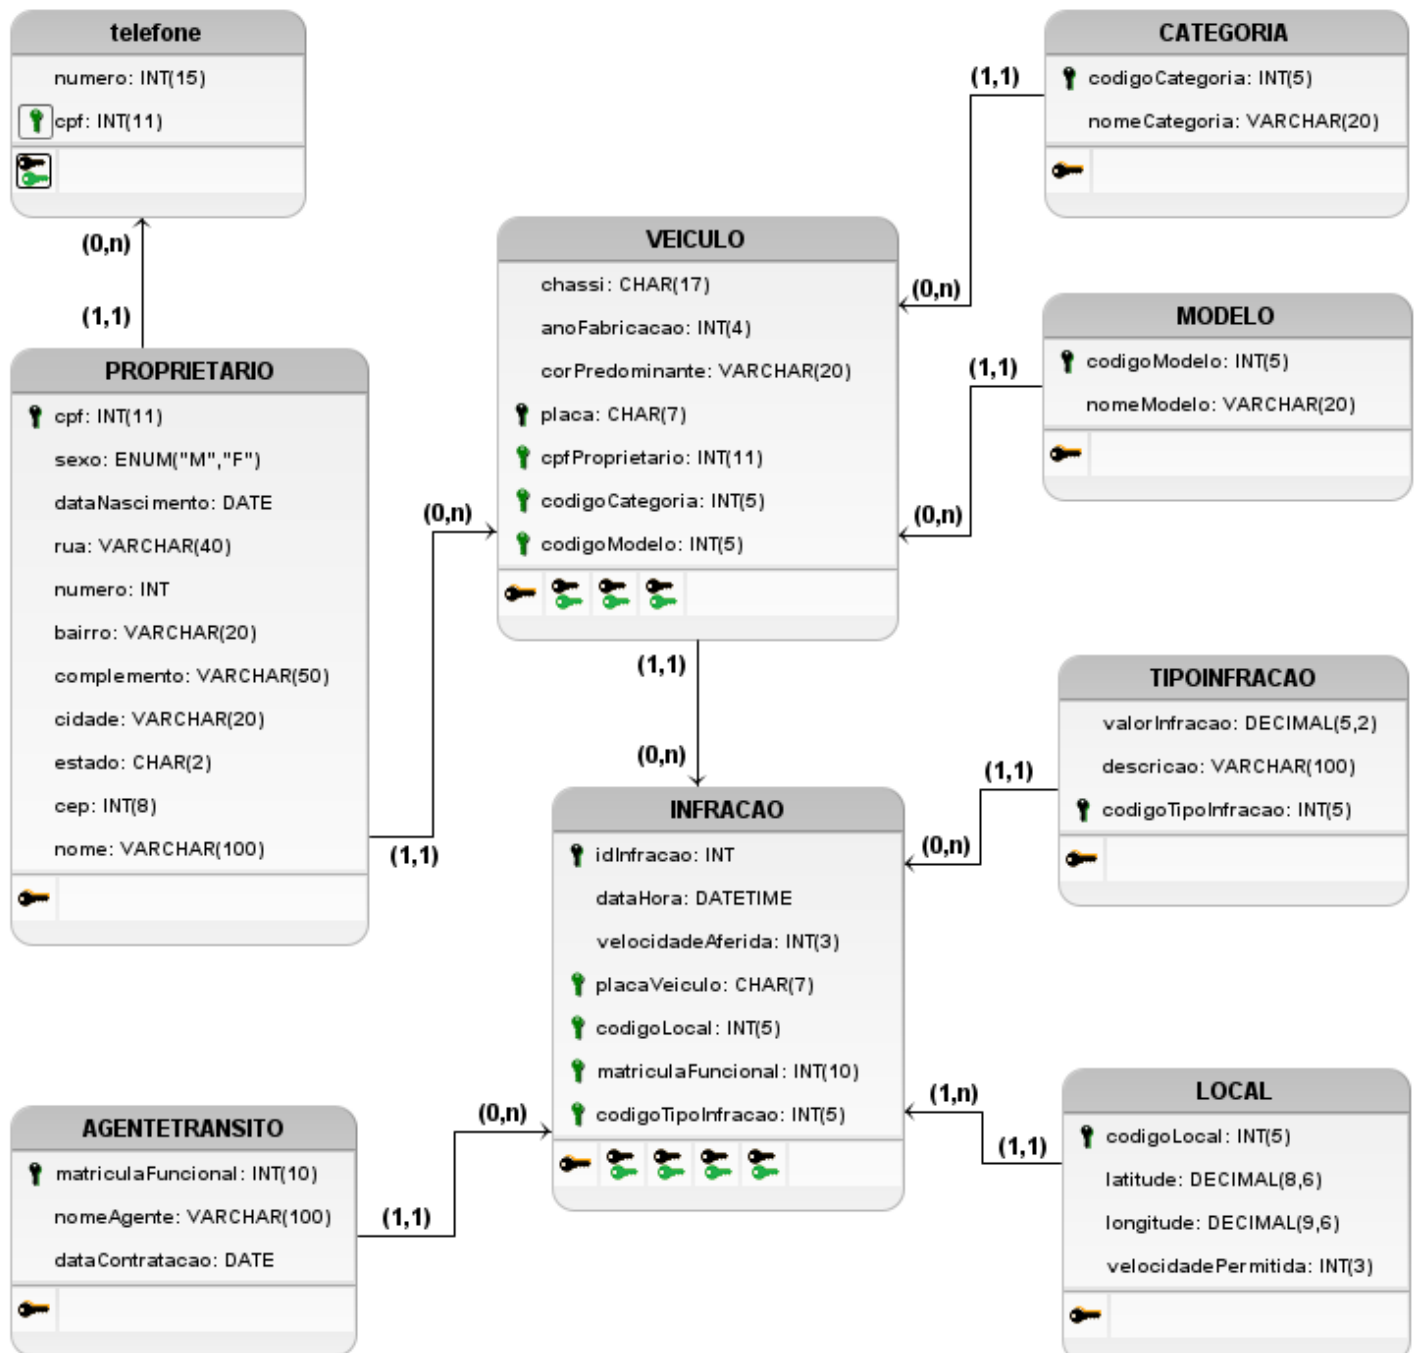 telefone
numero: INT(15)
cpf: INT(11)
(0,n)
(1,1)
PROPRIETARIO
cpf: INT(11)
sexo: ENUM("M","F")
dataNascimento: DATE
rua: VARCHAR(40)
numero: INT
bairro: VARCHAR(20)
complemento: VARCHAR(50)
cidade: VARCHAR(20)
estado: CHAR(2)
cep: INT(8)
nome: VARCHAR(100)
(1,1)
(0,n)
VEICULO
chassi: CHAR(17)
anoFabricacao: INT(4)
corPredominante: VARCHAR(20)
placa: CHAR(7)
cpfProprietario: INT(11)
codigoCategoria: INT(5)
codigoModelo: INT(5)
CATEGORIA
codigoCategoria: INT(5)
nomeCategoria: VARCHAR(20)
(1,1)
(0,n)
MODELO
codigoModelo: INT(5)
nomeModelo: VARCHAR(20)
(1,1)
(0,n)
(1,1)
(0,n)
INFRACAO
idInfracao: INT
dataHora: DATETIME
velocidadeAferida: INT(3)
placaVeiculo: CHAR(7)
codigoLocal: INT(5)
matriculaFuncional: INT(10)
codigoTipoInfracao: INT(5)
TIPOINFRACAO
valorInfracao: DECIMAL(5,2)
descricao: VARCHAR(100)
codigoTipoInfracao: INT(5)
(1,1)
(0,n)
AGENTETRANSITO
matriculaFuncional: INT(10)
nomeAgente: VARCHAR(100)
dataContratacao: DATE
(1,1)
(0,n)
LOCAL
codigoLocal: INT(5)
latitude: DECIMAL(8,6)
longitude: DECIMAL(9,6)
velocidadePermitida: INT(3)
(1,1)
(1,n)